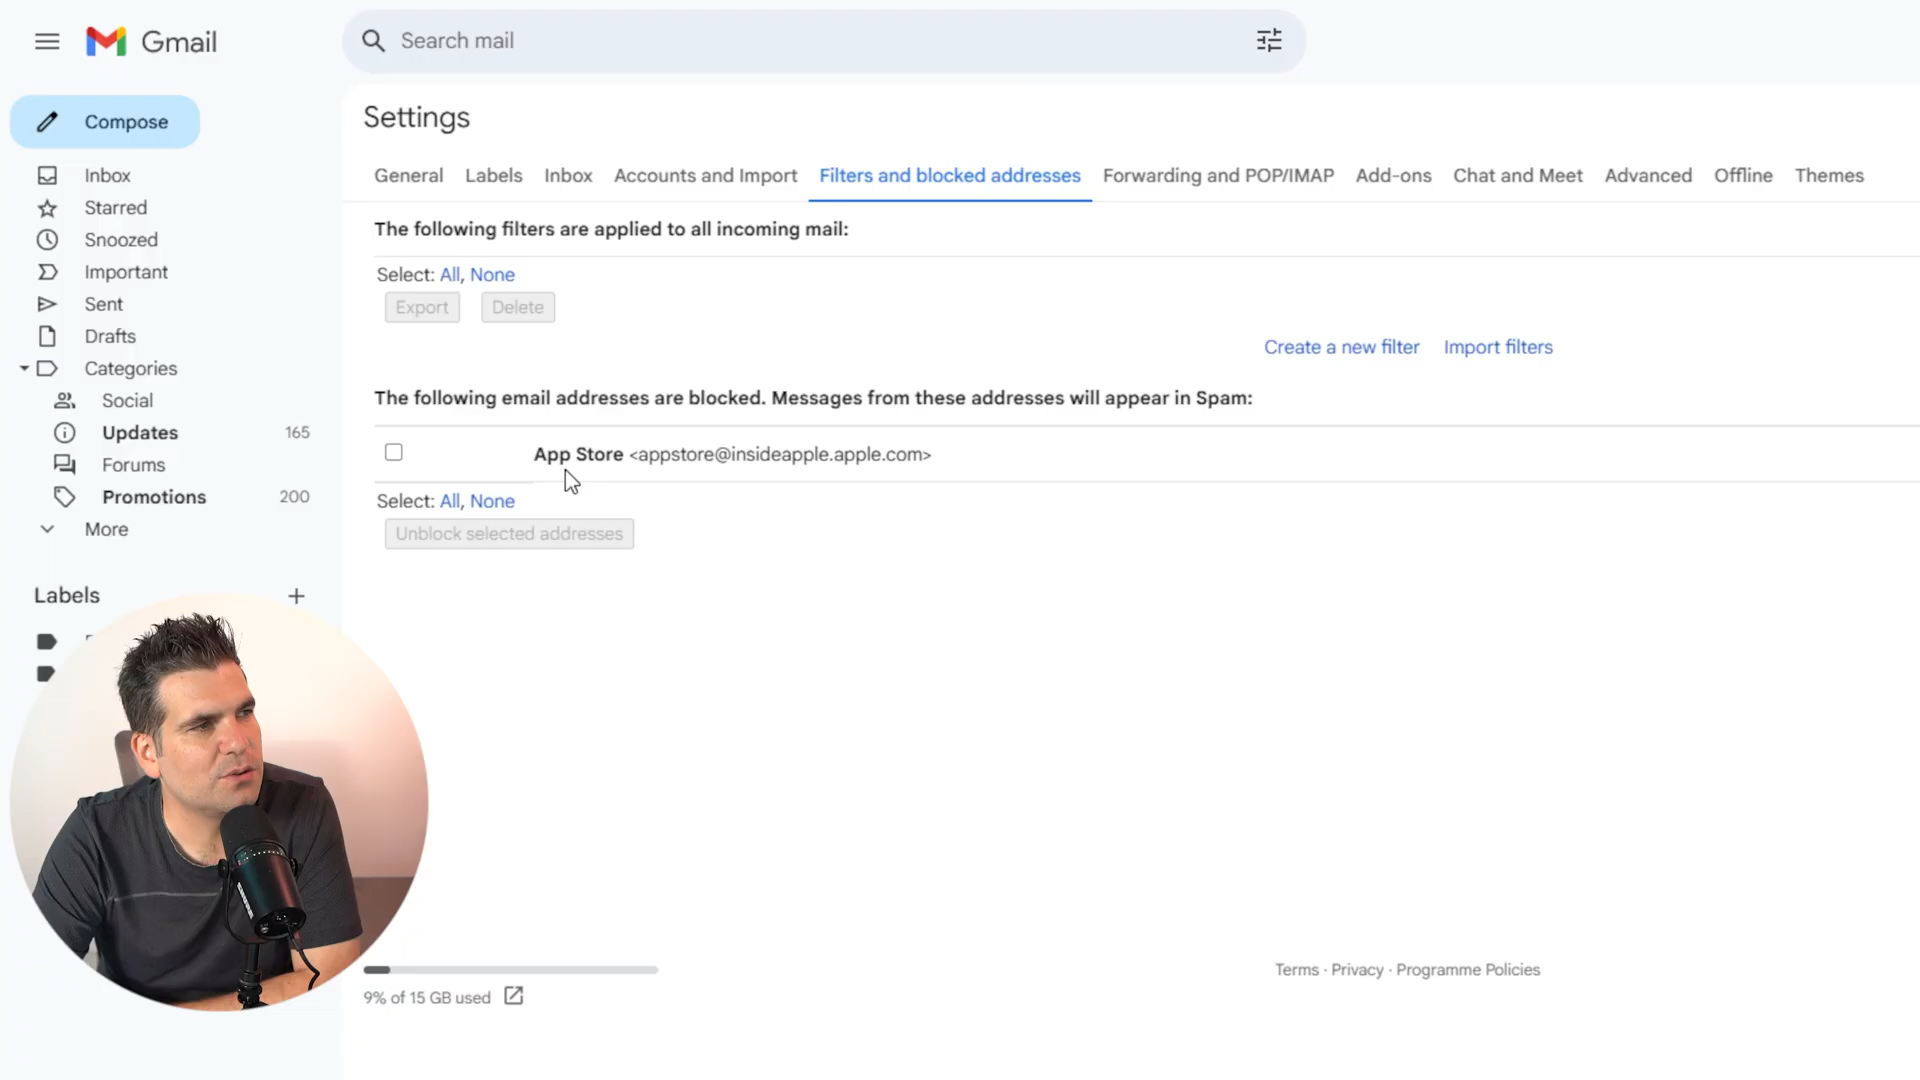 Gmail
Search mail
Compose
Inbox
Starred
Snoozed
Important
Sent
Drafts
Categories
Social
Updates 165
Forums
Promotions 200
More
Labels
Settings
General Labels Inbox Accounts and Import Filters and blocked addresses Forwarding and POP/IMAP Add-ons Chat and Meet Advanced Offline Themes
The following filters are applied to all incoming mail:
Select: All, None
Export Delete
Create a new filter Import filters
The following email addresses are blocked. Messages from these addresses will appear in Spam:
App Store <appstore@insideapple.apple.com>
Select: All, None
Unblock selected addresses
9% of 15 GB used
Terms · Privacy · Programme Policies